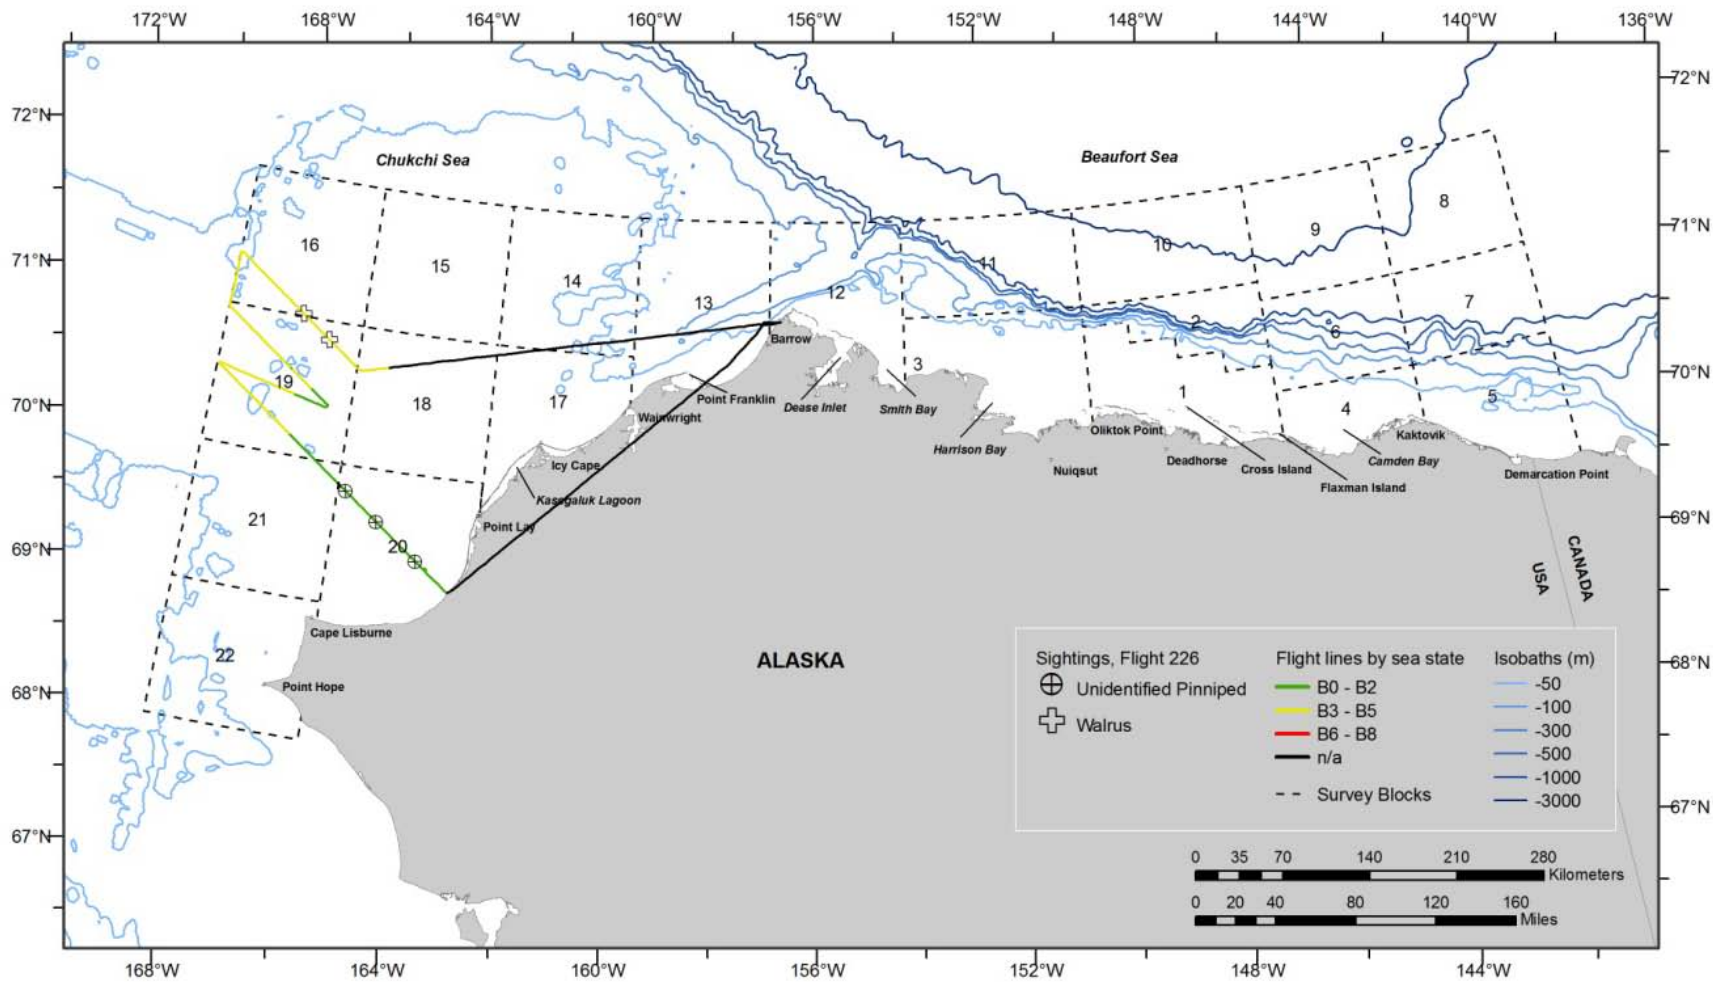 172°W 168°W 164°W 160°W 156°W 152°W 148°W 144°W 140°W 136°W
72°N 72°N
Chukchi Sea Beaufort Sea
8
9
71°N 71°N
16 15 14 13 12 11 10 7
2 6
Barrow
3
70°N 70°N
19 18 17 1 4 5
Point Franklin Dease Inlet Smith Bay
Wainwright
Harrison Bay Oliktok Point Kaktovik
Icy Cape Nuiqsut Deadhorse Cross Island Camden Bay Demarcation Point
Flaxman Island
Kasegaluk Lagoon
21 Point Lay
69°N 20 69°N
USA CANADA
Cape Lisburne
22 ALASKA
68°N 68°N
Point Hope
Sightings, Flight 226
Unidentified Pinniped
Walrus
Flight lines by sea state
B0 - B2
B3 - B5
B6 - B8
n/a
Survey Blocks
Isobaths (m)
-50
-100
-300
-500
-1000
-3000
67°N 67°N
0 35 70 140 210 280
Kilometers
0 20 40 80 120 160
Miles
168°W 164°W 160°W 156°W 152°W 148°W 144°W